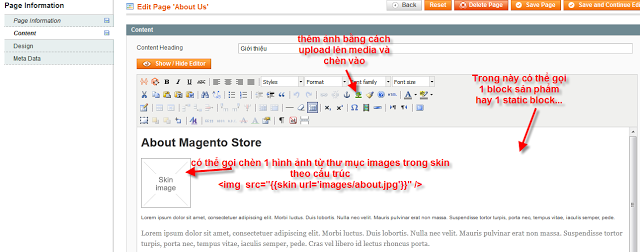 Page Information
Edit Page 'About Us'
Back
Reset
Delete Page
Save Page
Save and Continue Edit
Page Information
Content
Design
Meta Data
Content
Content Heading
Giới thiệu
Show / Hide Editor
thêm ảnh bằng cách
upload lên media và
chèn vào
Trong này có thể gọi
1 block sản phẩm
hay 1 static block...
Styles
Format
Font family
Font size
HTML
About Magento Store
Skin
image
có thể gọi chèn 1 hình ảnh từ thư mục images trong skin
theo cấu trúc
<img src="{{skin url='images/about.jpg'}}" />
Lorem ipsum dolor sit amet, consectetuer adipiscing elit. Morbi luctus. Duis lobortis. Nulla nec velit. Mauris pulvinar erat non massa. Suspendisse tortor turpis, porta nec, tempus vitae, iaculis semper, pede.
Lorem ipsum dolor sit amet, consectetuer adipiscing elit. Morbi luctus. Duis lobortis. Nulla nec velit. Mauris pulvinar erat non massa. Suspendisse tortor
turpis, porta nec, tempus vitae, iaculis semper, pede. Cras vel libero id lectus rhoncus porta.